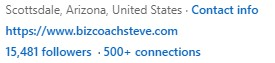 Scottsdale, Arizona, United States · Contact info
https://www.bizcoachsteve.com
15,481 followers · 500+ connections